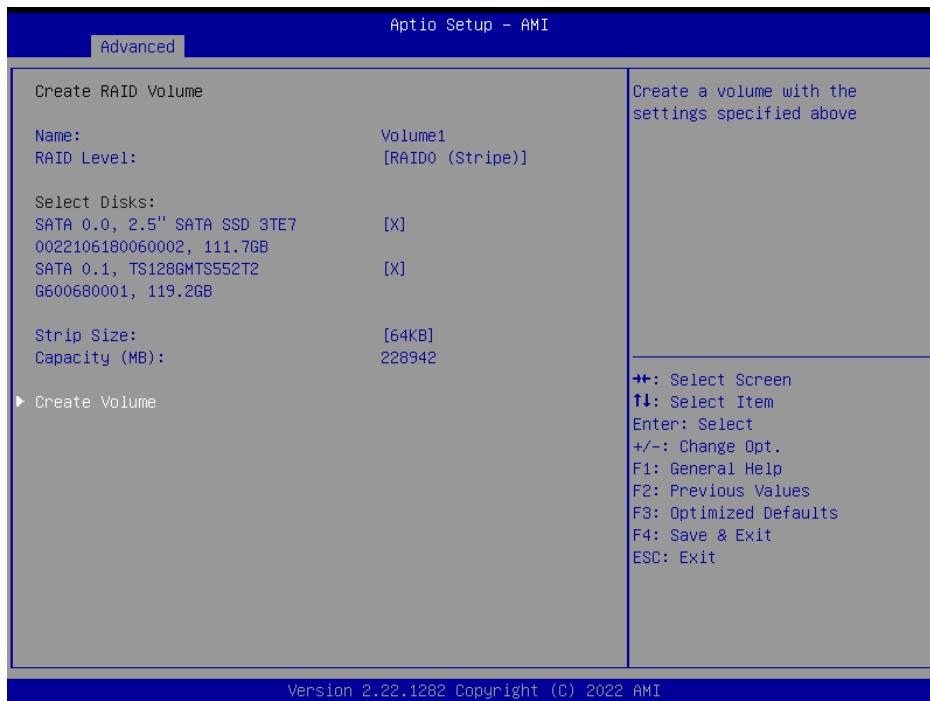 Aptio Setup – AMI
Advanced
Create RAID Volume
Name: Volume1
RAID Level: [RAID0 (Stripe)]
Select Disks:
SATA 0.0, 2.5" SATA SSD 3TE7 [X]
0022106180060002, 111.7GB
SATA 0.1, TS128GMTS552T2 [X]
G600680001, 119.2GB
Strip Size: [64KB]
Capacity (MB): 228942
Create Volume
Create a volume with the
settings specified above
→←: Select Screen
↑↓: Select Item
Enter: Select
+/-: Change Opt.
F1: General Help
F2: Previous Values
F3: Optimized Defaults
F4: Save & Exit
ESC: Exit
Version 2.22.1282 Copyright (C) 2022 AMI